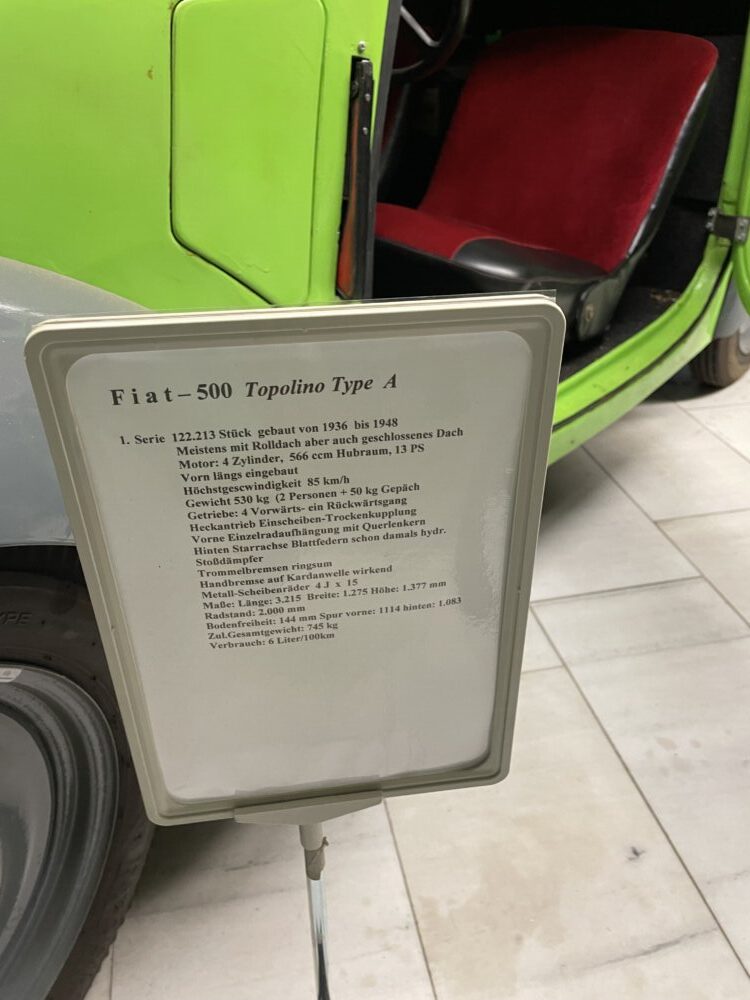 Fiat – 500 Topolino Type A
1. Serie 122.213 Stück gebaut von 1936 bis 1948
Meistens mit Rolldach aber auch geschlossenes Dach
Motor: 4 Zylinder, 566 ccm Hubraum, 13 PS
Vorn längs eingebaut
Höchstgescwindigkeit 85 km/h
Gewicht 530 kg (2 Personen + 50 kg Gepäch
Getriebe: 4 Vorwärts- ein Rückwärtsgang
Heckantrieb Einscheiben-Trockenkupplung
Vorne Einzelradaufhängung mit Querlenkern
Hinten Starrachse Blattfedern schon damals hydr.
Stoßdämpfer
Trommelbremsen ringsum
Handbremse auf Kardanwelle wirkend
Metall-Scheibenräder 4 J x 15
Maße: Länge: 3.215 Breite: 1.275 Höhe: 1.377 mm
Radstand: 2.000 mm
Bodenfreiheit: 144 mm Spur vorne: 1114 hinten: 1.083
Zul.Gesamtgewicht: 745 kg
Verbrauch: 6 Liter/100km